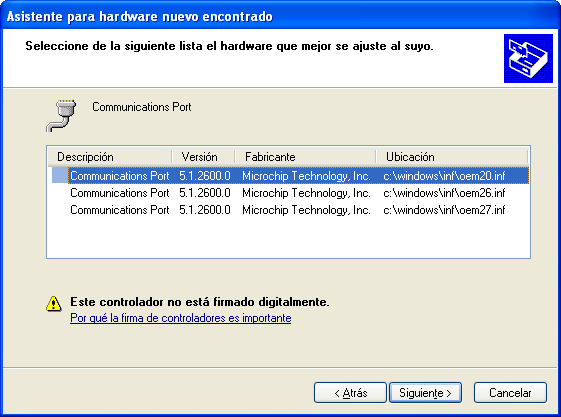 Asistente para hardware nuevo encontrado
Seleccione de la siguiente lista el hardware que mejor se ajuste al suyo.
Communications Port
Descripción Versión Fabricante Ubicación
Communications Port 5.1.2600.0 Microchip Technology, Inc. c:\windows\inf\oem20.inf
Communications Port 5.1.2600.0 Microchip Technology, Inc. c:\windows\inf\oem26.inf
Communications Port 5.1.2600.0 Microchip Technology, Inc. c:\windows\inf\oem27.inf
Este controlador no está firmado digitalmente.
Por qué la firma de controladores es importante
< Atrás Siguiente > Cancelar